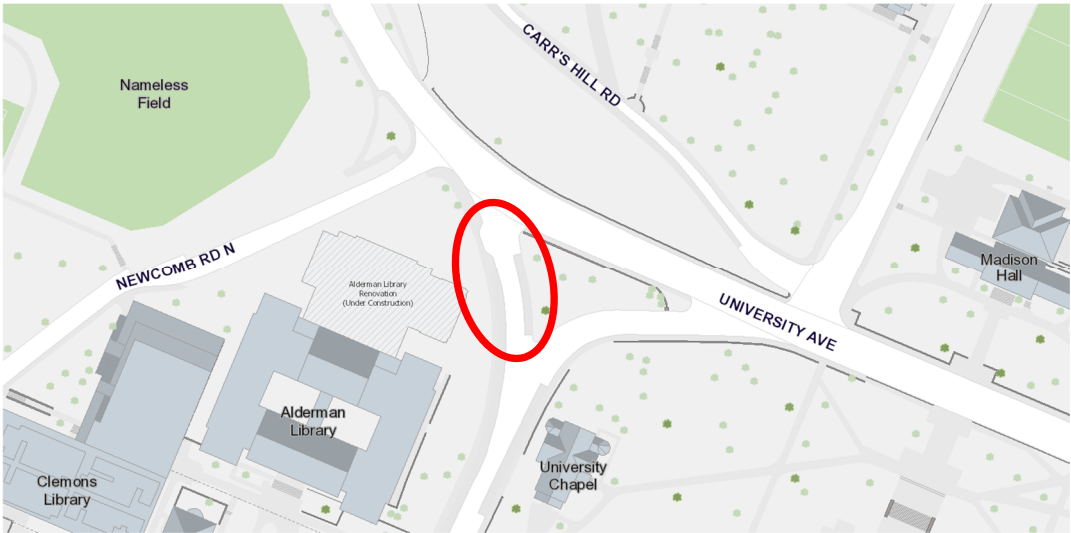 CARR'S HILL RD
Nameless
Field
NEWCOMB RD N
Madison
Hall
Alderman Library
Renovation
(Under Construction)
UNIVERSITY AVE
Alderman
Library
University
Chapel
Clemons
Library